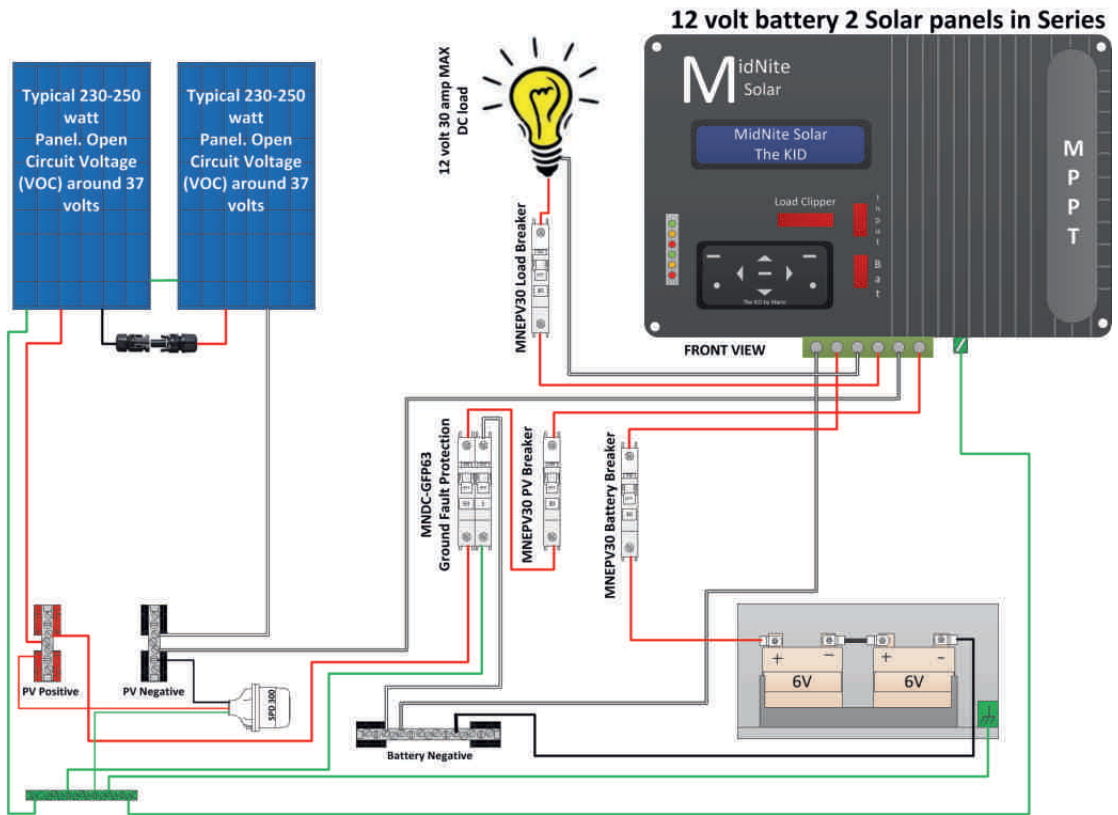 12 volt battery 2 Solar panels in Series
Typical 230-250
watt
Panel. Open
Circuit Voltage
(VOC) around 37
volts
Typical 230-250
watt
Panel. Open
Circuit Voltage
(VOC) around 37
volts
12 volt 30 amp MAX
DC load
MidNite
Solar
MidNite Solar
The KID
MPPT
Load Clipper
Input
Bat
MNEPV30 Load Breaker
FRONT VIEW
MNDC-GFP63
Ground Fault Protection
MNEPV30 PV Breaker
MNEPV30 Battery Breaker
PV Positive
PV Negative
SPD 300
Battery Negative
+ -
6V
+ -
6V